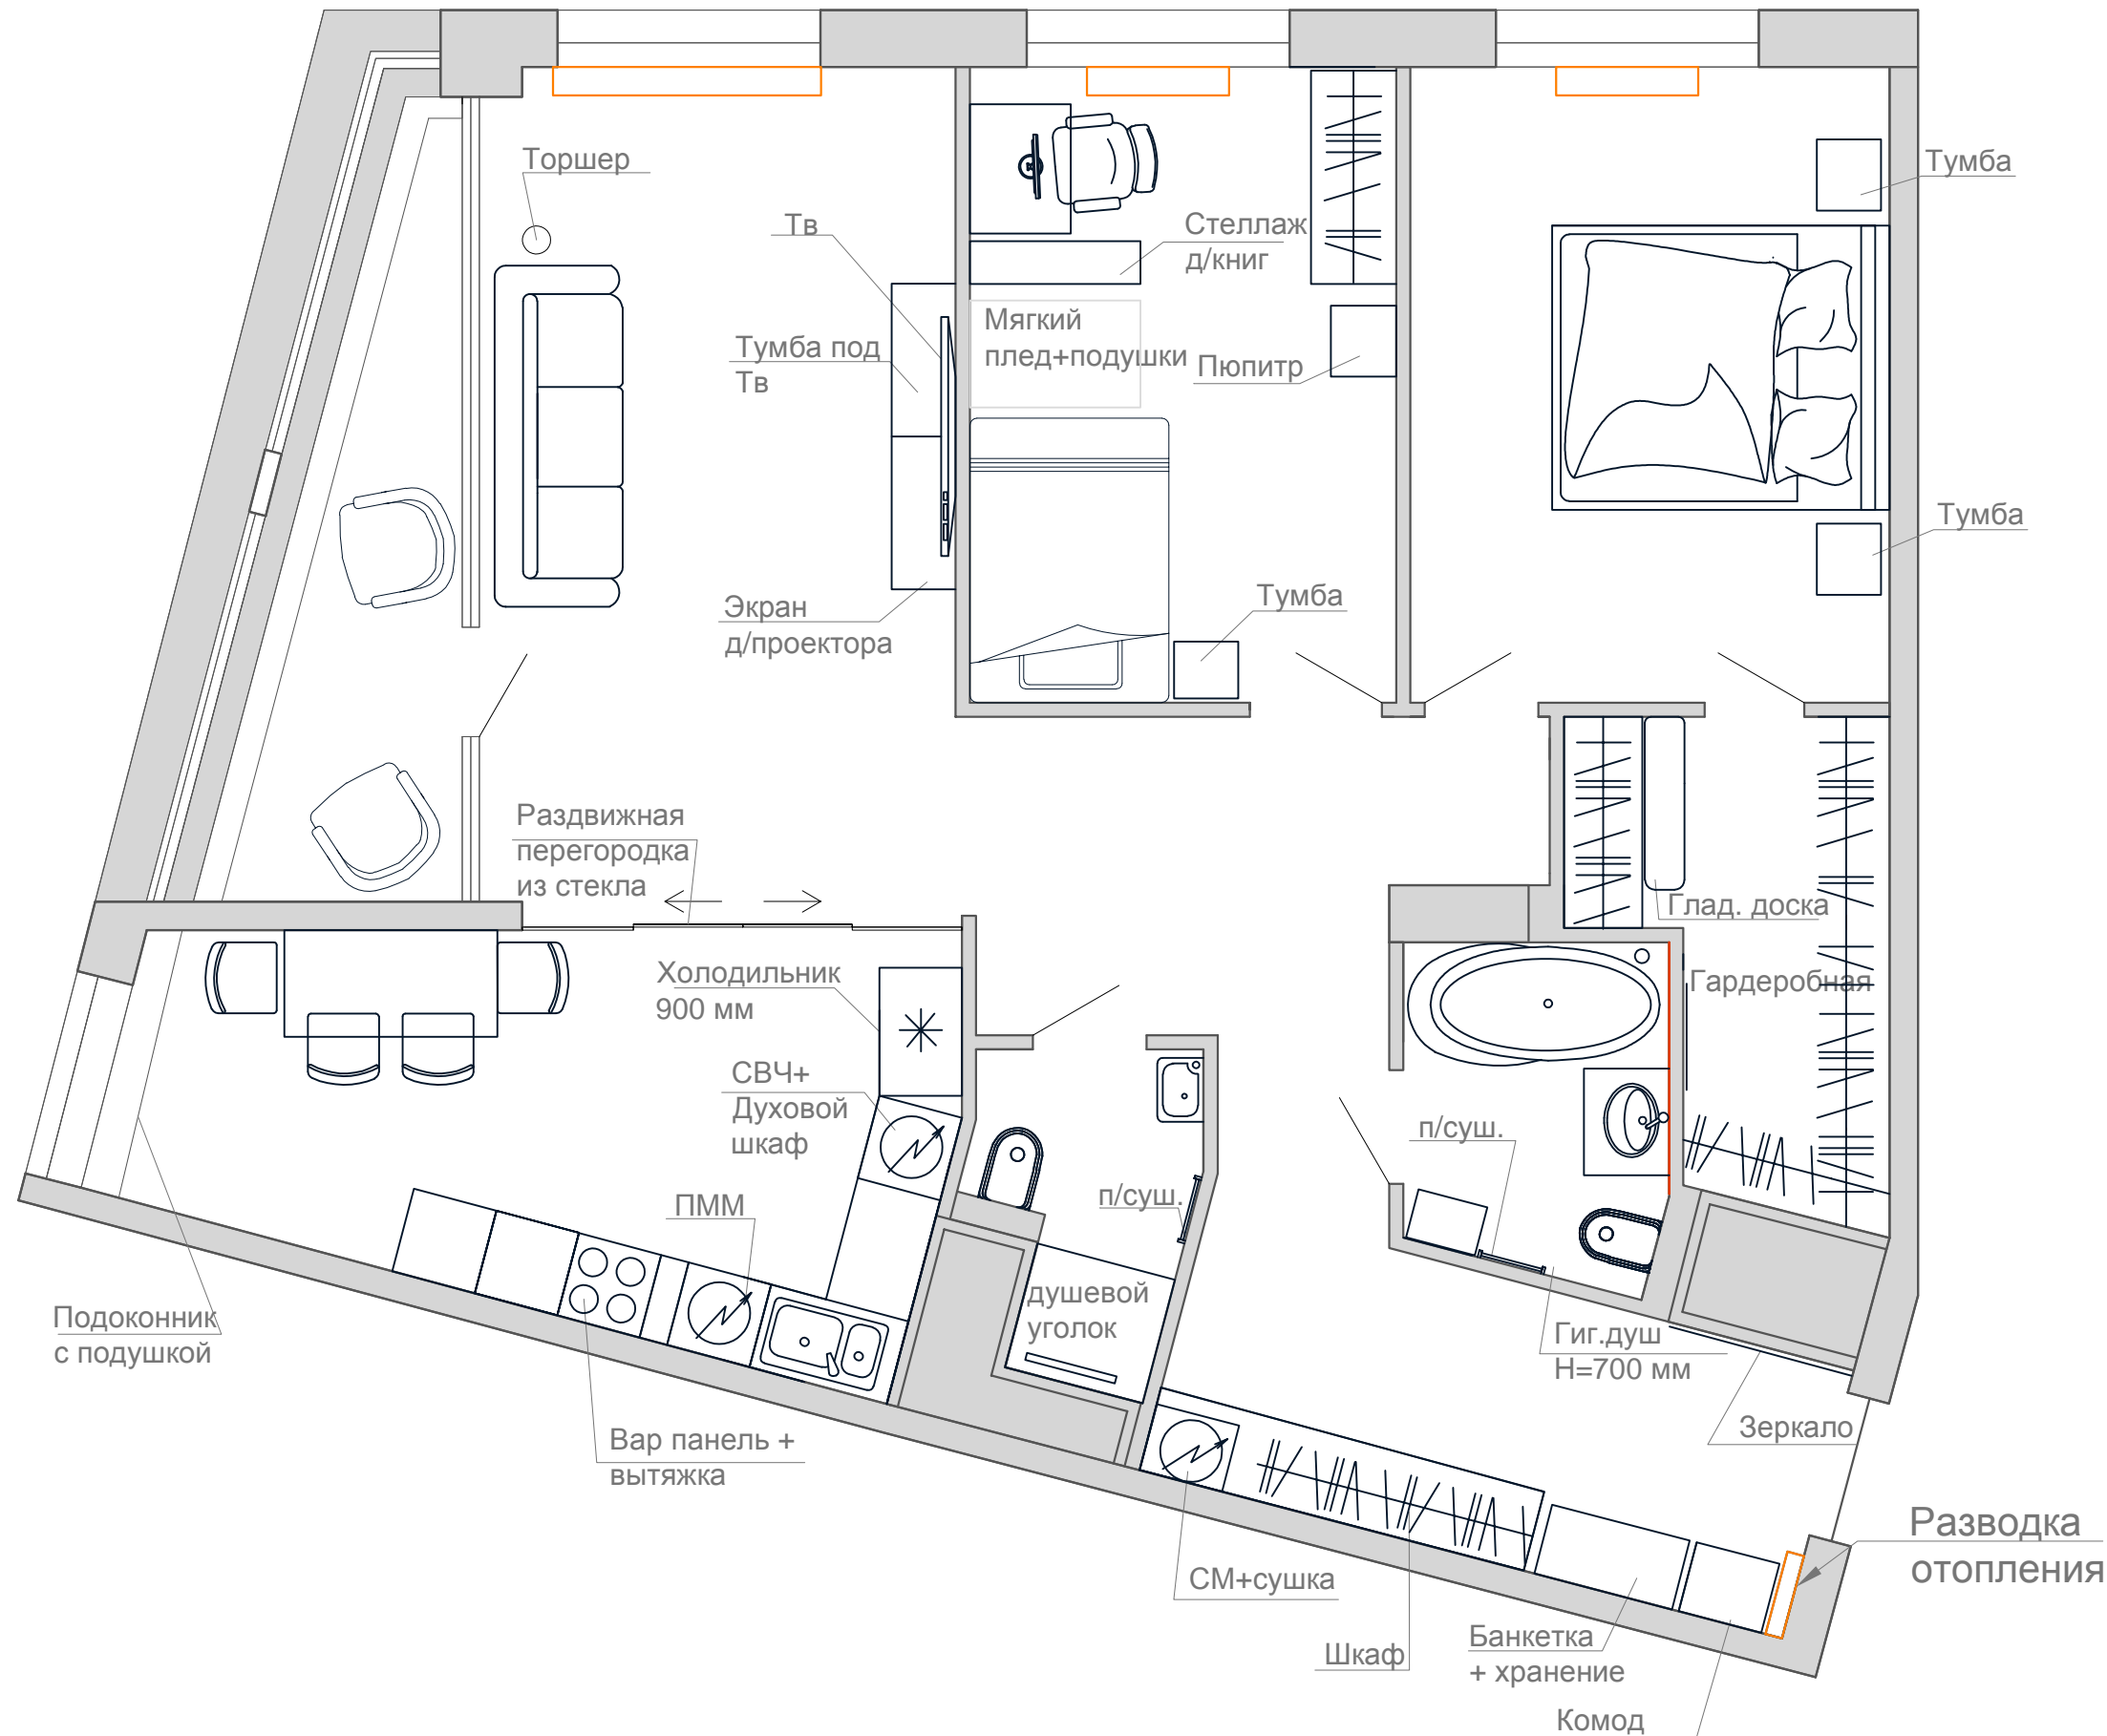 Торшер
Тв
Стеллаж
д/книг
Тумба
Мягкий
плед+подушки
Пюпитр
Тумба под
Тв
Тумба
Экран
д/проектора
Тумба
Раздвижная
перегородка
из стекла
Глад. доска
Гардеробная
Холодильник
900 мм
СВЧ+
Духовой
шкаф
п/суш.
п/суш.
ПММ
душевой
уголок
Подоконник
с подушкой
Гиг.душ
Н=700 мм
Зеркало
Вар панель +
вытяжка
Разводка
отопления
СМ+сушка
Шкаф
Банкетка
+ хранение
Комод